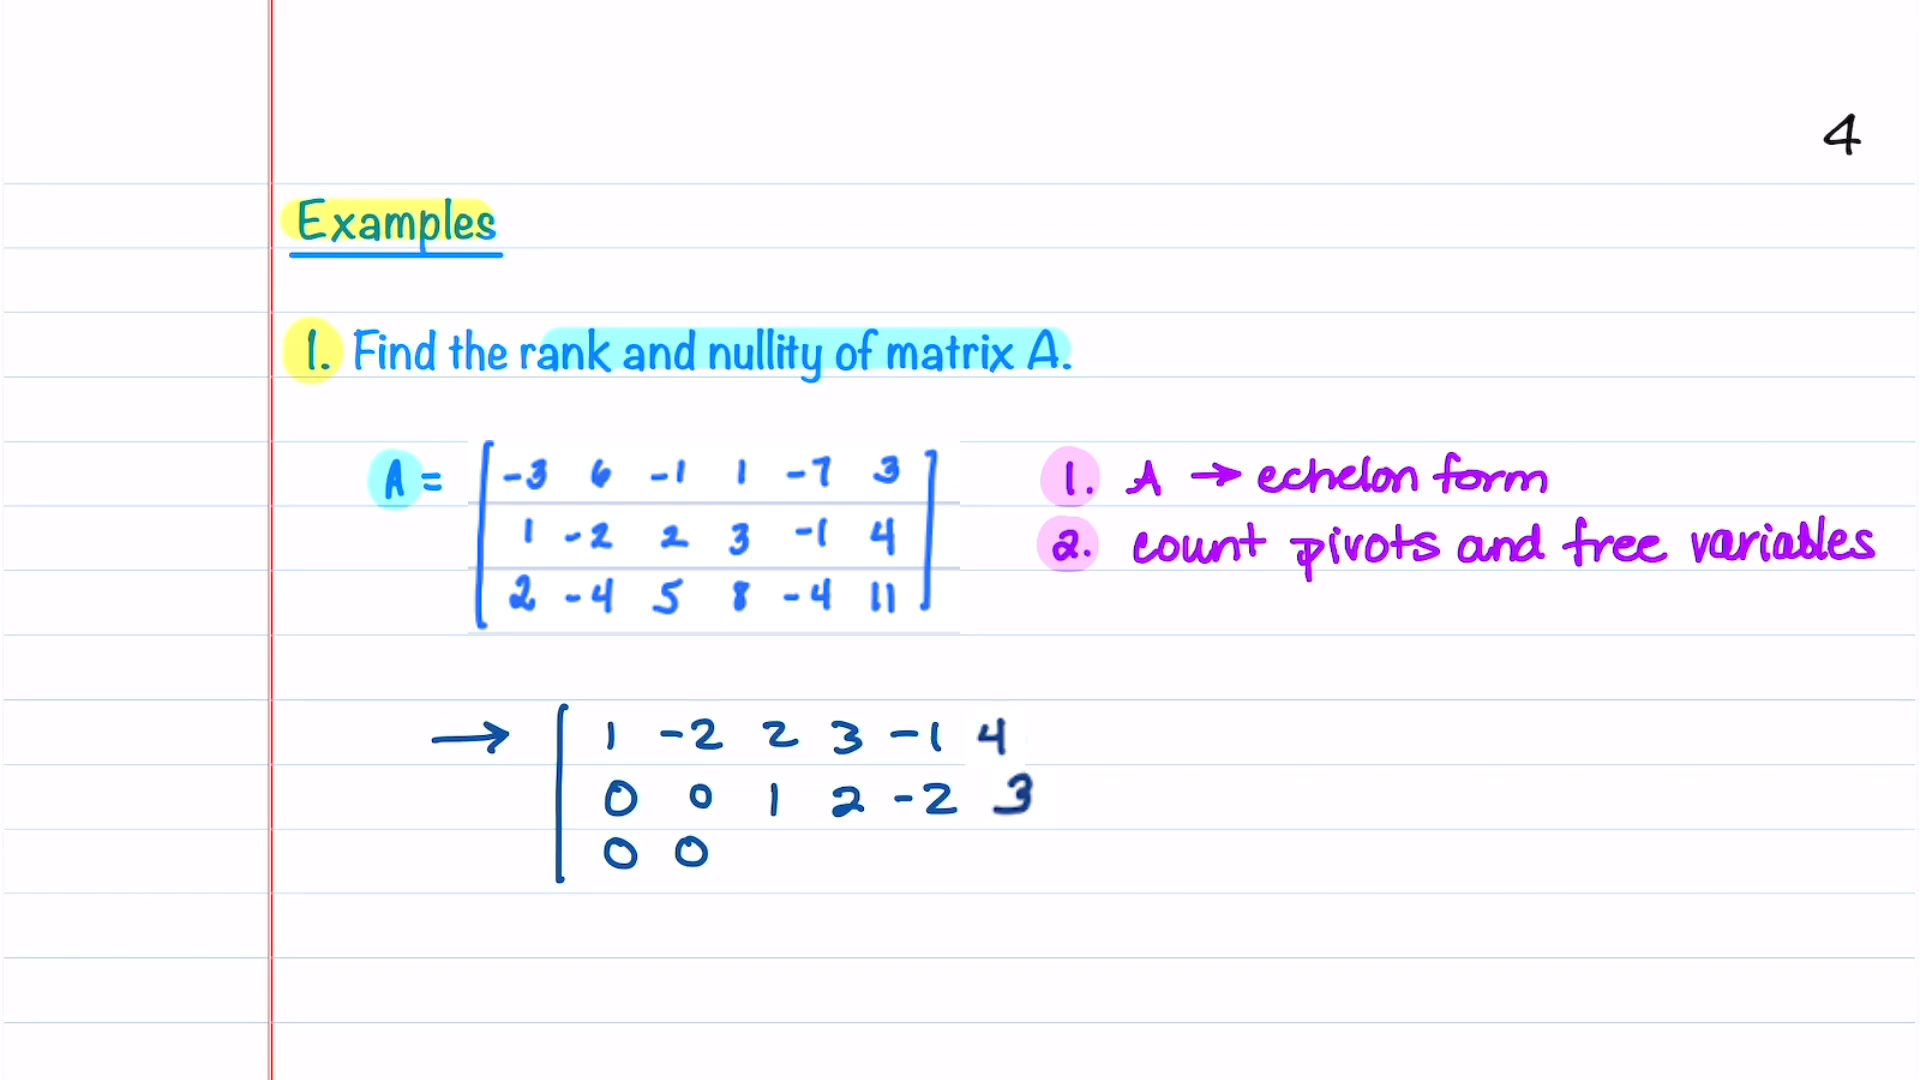 4
Examples
1. Find the rank and nullity of matrix A.
A = [ -3 6 -1 1 -7 3 ]
1 -2 2 3 -1 4
2 -4 5 8 -4 11
1. A → echelon form
2. count pivots and free variables
→ [ 1 -2 2 3 -1 4
0 0 1 2 -2 3
0 0